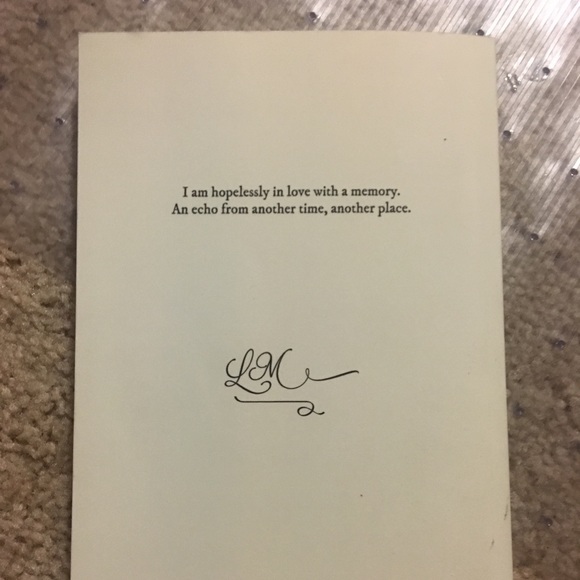 I am hopelessly in love with a memory.
An echo from another time, another place.
LM